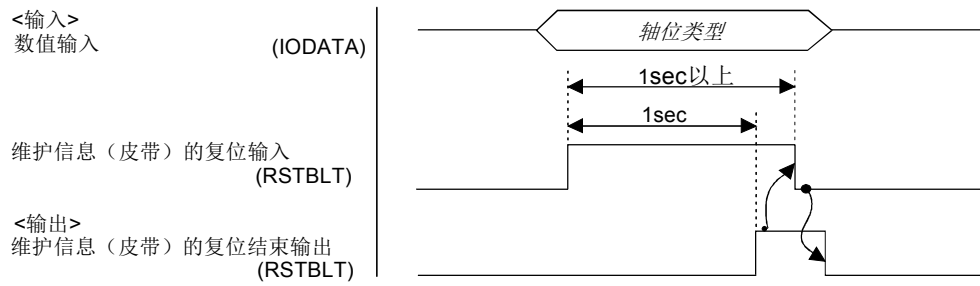 <输入>
数值输入
(IODATA)
轴位类型
1sec以上
1sec
维护信息（皮带）的复位输入
(RSTBLT)
<输出>
维护信息（皮带）的复位结束输出
(RSTBLT)